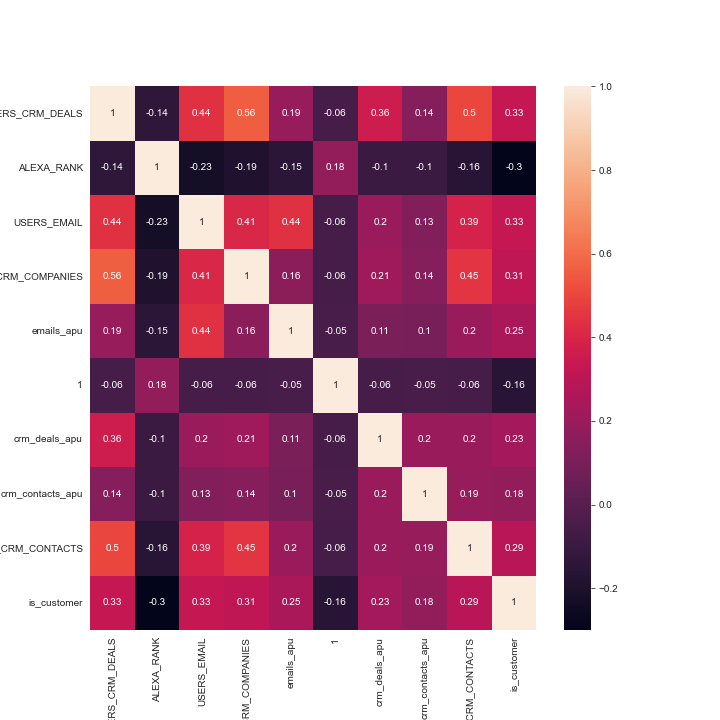 ERS_CRM_DEALS 1 -0.14 0.44 0.56 0.19 -0.06 0.36 0.14 0.5 0.33
ALEXA_RANK -0.14 1 -0.23 -0.19 -0.15 0.18 -0.1 -0.1 -0.16 -0.3
USERS_EMAIL 0.44 -0.23 1 0.41 0.44 -0.06 0.2 0.13 0.39 0.33
CRM_COMPANIES 0.56 -0.19 0.41 1 0.16 -0.06 0.21 0.14 0.45 0.31
emails_apu 0.19 -0.15 0.44 0.16 1 -0.05 0.11 0.1 0.2 0.25
1 -0.06 0.18 -0.06 -0.06 -0.05 1 -0.06 -0.05 -0.06 -0.16
crm_deals_apu 0.36 -0.1 0.2 0.21 0.11 -0.06 1 0.2 0.2 0.23
crm_contacts_apu 0.14 -0.1 0.13 0.14 0.1 -0.05 0.2 1 0.19 0.18
_CRM_CONTACTS 0.5 -0.16 0.39 0.45 0.2 -0.06 0.2 0.19 1 0.29
is_customer 0.33 -0.3 0.33 0.31 0.25 -0.16 0.23 0.18 0.29 1
ERS_CRM_DEALS
ALEXA_RANK
USERS_EMAIL
RM_COMPANIES
emails_apu
1
crm_deals_apu
crm_contacts_apu
CRM_CONTACTS
is_customer
1.0
0.8
0.6
0.4
0.2
0.0
-0.2